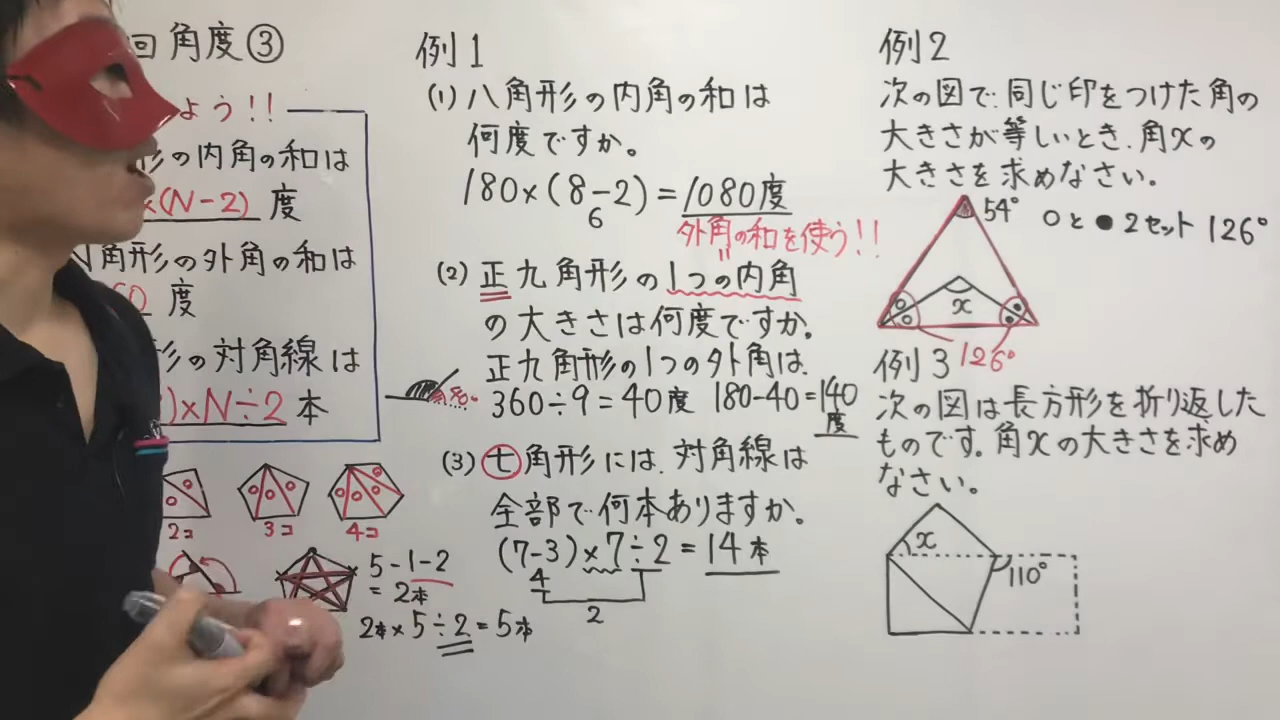 回角度③
よう!!
形の内角の和は
×(N−2)度
角形の外角の和は
度
形の対角線は
)×N÷2本
2コ
3コ
4コ
5−1−2
=2本
2本×5÷2=5本
例1
(1)八角形の内角の和は
何度ですか。
180×(8−2)=1080度
6
外角の和を使う!!
(2)正九角形の1つの内角
の大きさは何度ですか。
正九角形の1つの外角は、
360÷9=40度 180−40=140
度
(3)七角形には、対角線は
全部で何本ありますか。
(7−3)×7÷2=14本
4
2
例2
次の図で、同じ印をつけた角の
大きさが等しいとき、角xの
大きさを求めなさい。
54° ○と●2セット 126°
x
126°
例3
次の図は長方形を折り返した
ものです。角xの大きさを求め
なさい。
x
110°